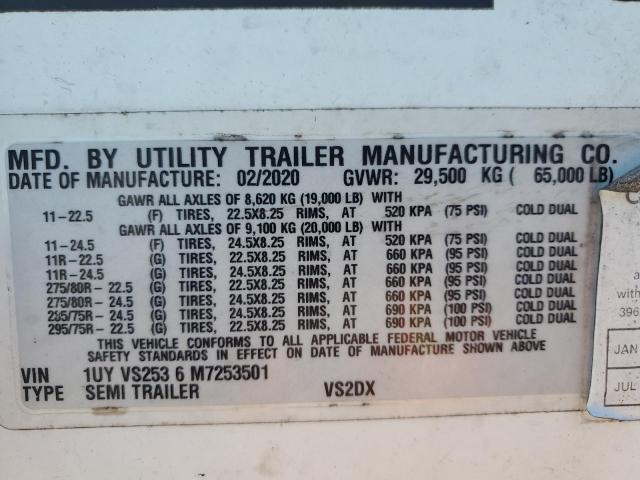 MFD. BY UTILITY TRAILER MANUFACTURING CO.
DATE OF MANUFACTURE: 02/2020 GVWR: 29,500 KG ( 65,000 LB)
GAWR ALL AXLES OF 8,620 KG (19,000 LB) WITH
11-22.5 (F) TIRES, 22.5X8.25 RIMS, AT 520 KPA (75 PSI) COLD DUAL
GAWR ALL AXLES OF 9,100 KG (20,000 LB) WITH
11-24.5 (F) TIRES, 24.5X8.25 RIMS, AT 520 KPA (75 PSI) COLD DUAL
11R-22.5 (G) TIRES, 22.5X8.25 RIMS, AT 660 KPA (95 PSI) COLD DUAL
11R-24.5 (G) TIRES, 24.5X8.25 RIMS, AT 660 KPA (95 PSI) COLD DUAL
275/80R-22.5 (G) TIRES, 22.5X8.25 RIMS, AT 660 KPA (95 PSI) COLD DUAL
275/80R-24.5 (G) TIRES, 24.5X8.25 RIMS, AT 660 KPA (95 PSI) COLD DUAL
285/75R-24.5 (G) TIRES, 24.5X8.25 RIMS, AT 690 KPA (100 PSI) COLD DUAL
295/75R-22.5 (G) TIRES, 22.5X8.25 RIMS, AT 690 KPA (100 PSI) COLD DUAL
THIS VEHICLE CONFORMS TO ALL APPLICABLE FEDERAL MOTOR VEHICLE
SAFETY STANDARDS IN EFFECT ON DATE OF MANUFACTURE SHOWN ABOVE
VIN 1UY VS253 6 M7253501
TYPE SEMI TRAILER VS2DX
with
396
JAN
JUL